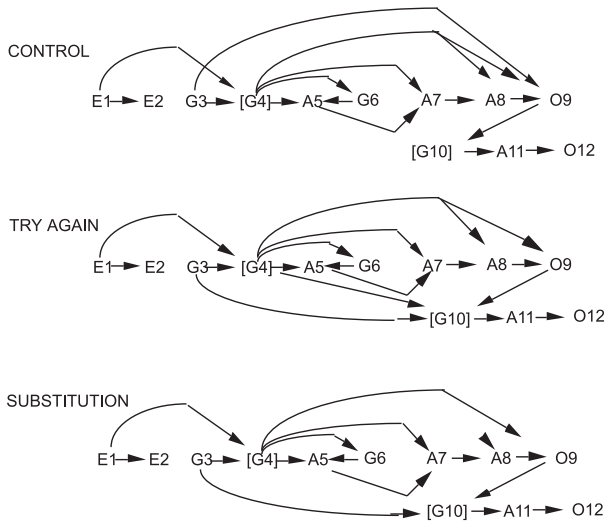 CONTROL
E1 E2 G3 [G4] A5 G6 A7 A8 O9
[G10] A11 O12
TRY AGAIN
E1 E2 G3 [G4] A5 G6 A7 A8 O9
[G10] A11 O12
SUBSTITUTION
E1 E2 G3 [G4] A5 G6 A7 A8 O9
[G10] A11 O12